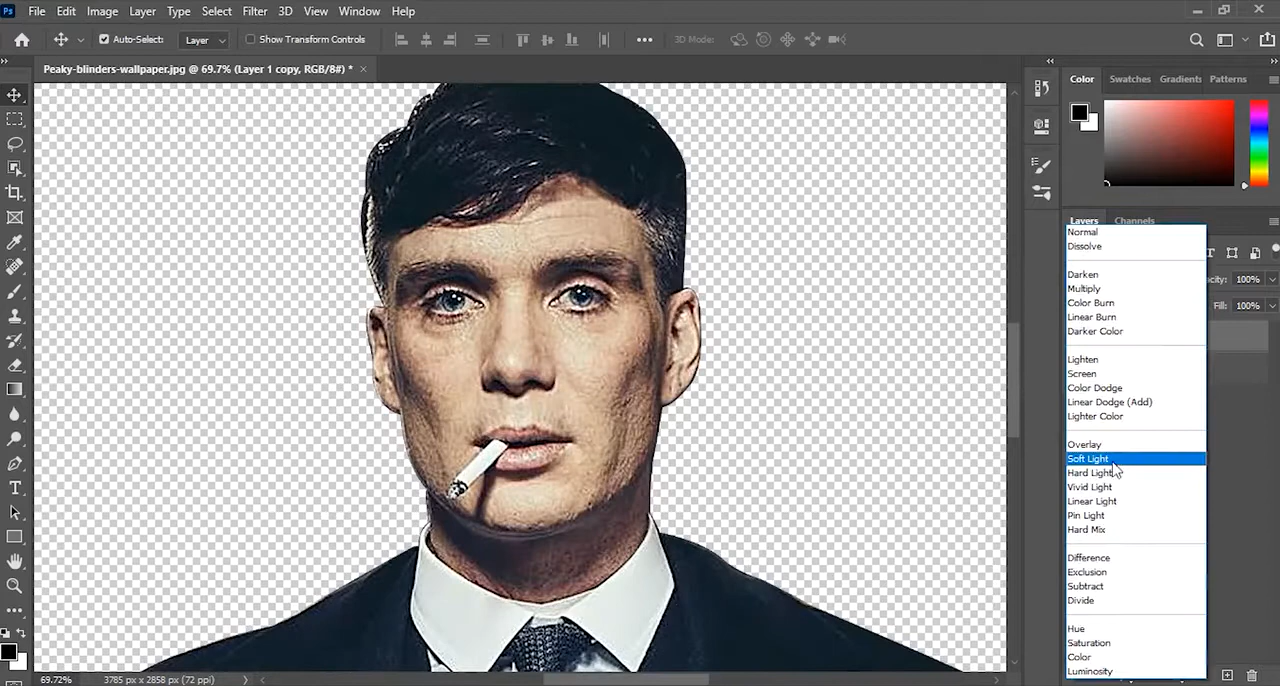 Ps File Edit Image Layer Type Select Filter 3D View Window Help
Auto-Select: Layer Show Transform Controls 3D Mode:
Peaky-blinders-wallpaper.jpg @ 69.7% (Layer 1 copy, RGB/8#) *
Color Swatches Gradients Patterns
Layers Channels
Normal
Dissolve
Darken
Multiply
Color Burn
Linear Burn
Darker Color
Lighten
Screen
Color Dodge
Linear Dodge (Add)
Lighter Color
Overlay
Soft Light
Hard Light
Vivid Light
Linear Light
Pin Light
Hard Mix
Difference
Exclusion
Subtract
Divide
Hue
Saturation
Color
Luminosity
acity: 100%
Fill: 100%
69.72% 3785 px x 2858 px (72 ppi)